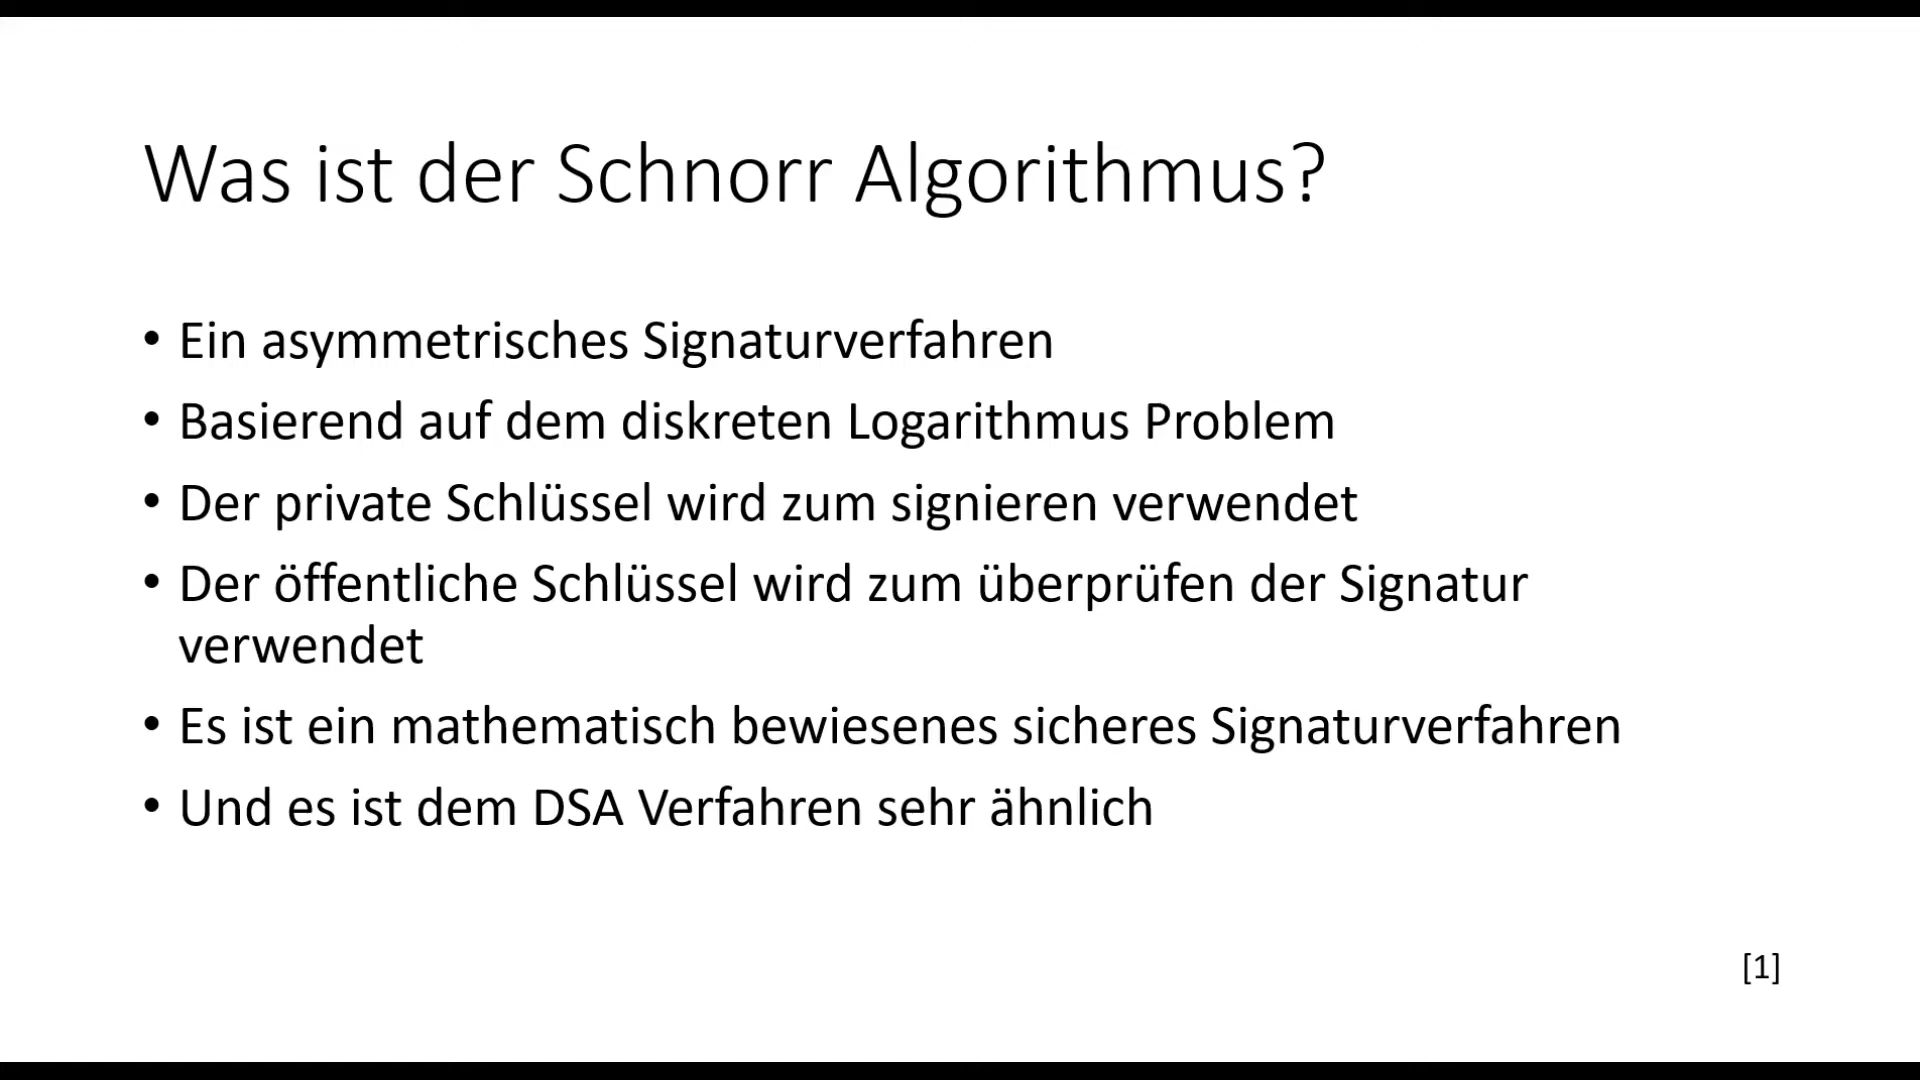 Was ist der Schnorr Algorithmus?
• Ein asymmetrisches Signaturverfahren
• Basierend auf dem diskreten Logarithmus Problem
• Der private Schlüssel wird zum signieren verwendet
• Der öffentliche Schlüssel wird zum überprüfen der Signatur
verwendet
• Es ist ein mathematisch bewiesenes sicheres Signaturverfahren
• Und es ist dem DSA Verfahren sehr ähnlich
[1]